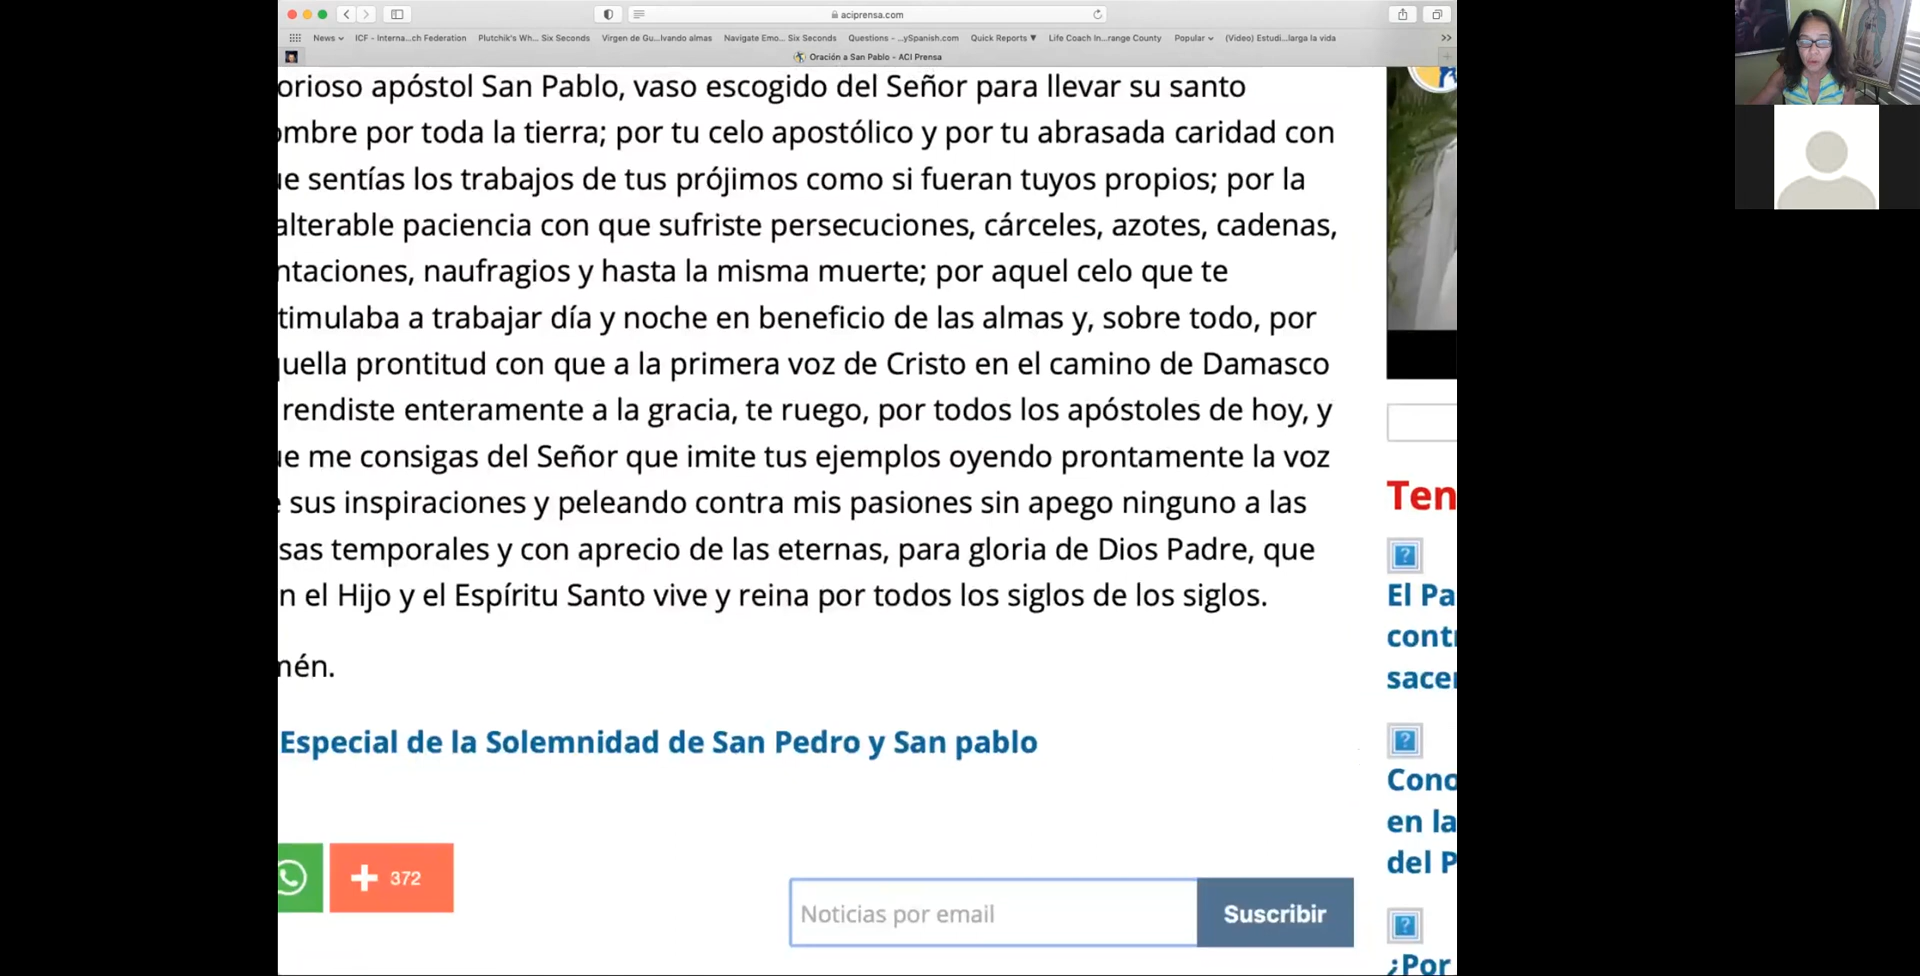 aciprensa.com
News ICF - Interna...ch Federation Plutchik's Wh... Six Seconds Virgen de Gu...lvando almas Navigate Emo... Six Seconds Questions - ...ySpanish.com Quick Reports ▼ Life Coach In...range County Popular (Video) Estudi...larga la vida
Oración a San Pablo - ACI Prensa
orioso apóstol San Pablo, vaso escogido del Señor para llevar su santo
ombre por toda la tierra; por tu celo apostólico y por tu abrasada caridad con
ue sentías los trabajos de tus prójimos como si fueran tuyos propios; por la
alterable paciencia con que sufriste persecuciones, cárceles, azotes, cadenas,
ntaciones, naufragios y hasta la misma muerte; por aquel celo que te
timulaba a trabajar día y noche en beneficio de las almas y, sobre todo, por
quella prontitud con que a la primera voz de Cristo en el camino de Damasco
rendiste enteramente a la gracia, te ruego, por todos los apóstoles de hoy, y
ue me consigas del Señor que imite tus ejemplos oyendo prontamente la voz
e sus inspiraciones y peleando contra mis pasiones sin apego ninguno a las
sas temporales y con aprecio de las eternas, para gloria de Dios Padre, que
n el Hijo y el Espíritu Santo vive y reina por todos los siglos de los siglos.
mén.
Especial de la Solemnidad de San Pedro y San pablo
372
Noticias por email
Suscribir
Ten
El Pa
cont
sace
Cono
en la
del P
¿Por